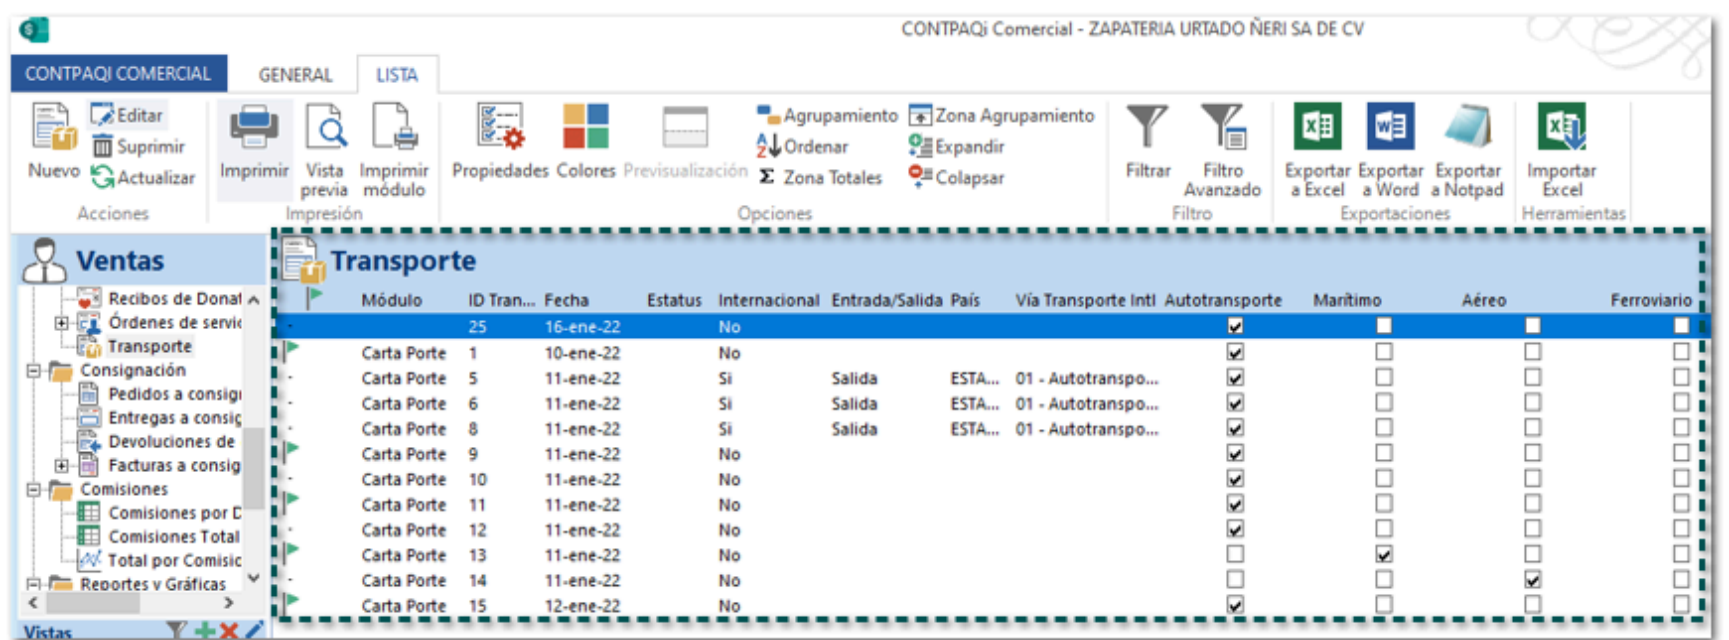 CONTPAQi Comercial - ZAPATERIA URTADO ÑERI SA DE CV
CONTPAQI COMERCIAL GENERAL LISTA
Nuevo
Editar
Suprimir
Actualizar
Acciones
Imprimir
Vista previa
Imprimir módulo
Impresión
Propiedades
Colores
Previsualización
Agrupamiento
Ordenar
Zona Totales
Zona Agrupamiento
Expandir
Colapsar
Opciones
Filtrar
Filtro Avanzado
Filtro
Exportar a Excel
Exportar a Word
Exportar a Notpad
Exportaciones
Importar Excel
Herramientas
Ventas
Recibos de Donat
Órdenes de servic
Transporte
Consignación
Pedidos a consig
Entregas a consig
Devoluciones de
Facturas a consig
Comisiones
Comisiones por D
Comisiones Total
Total por Comisic
Reportes y Gráficas
Vistas
Transporte
Módulo ID Tran... Fecha Estatus Internacional Entrada/Salida País Vía Transporte Intl Autotransporte Marítimo Aéreo Ferroviario
25 16-ene-22 No
Carta Porte 1 10-ene-22 No
Carta Porte 5 11-ene-22 Si Salida ESTA... 01 - Autotranspo...
Carta Porte 6 11-ene-22 Si Salida ESTA... 01 - Autotranspo...
Carta Porte 8 11-ene-22 Si Salida ESTA... 01 - Autotranspo...
Carta Porte 9 11-ene-22 No
Carta Porte 10 11-ene-22 No
Carta Porte 11 11-ene-22 No
Carta Porte 12 11-ene-22 No
Carta Porte 13 11-ene-22 No
Carta Porte 14 11-ene-22 No
Carta Porte 15 12-ene-22 No